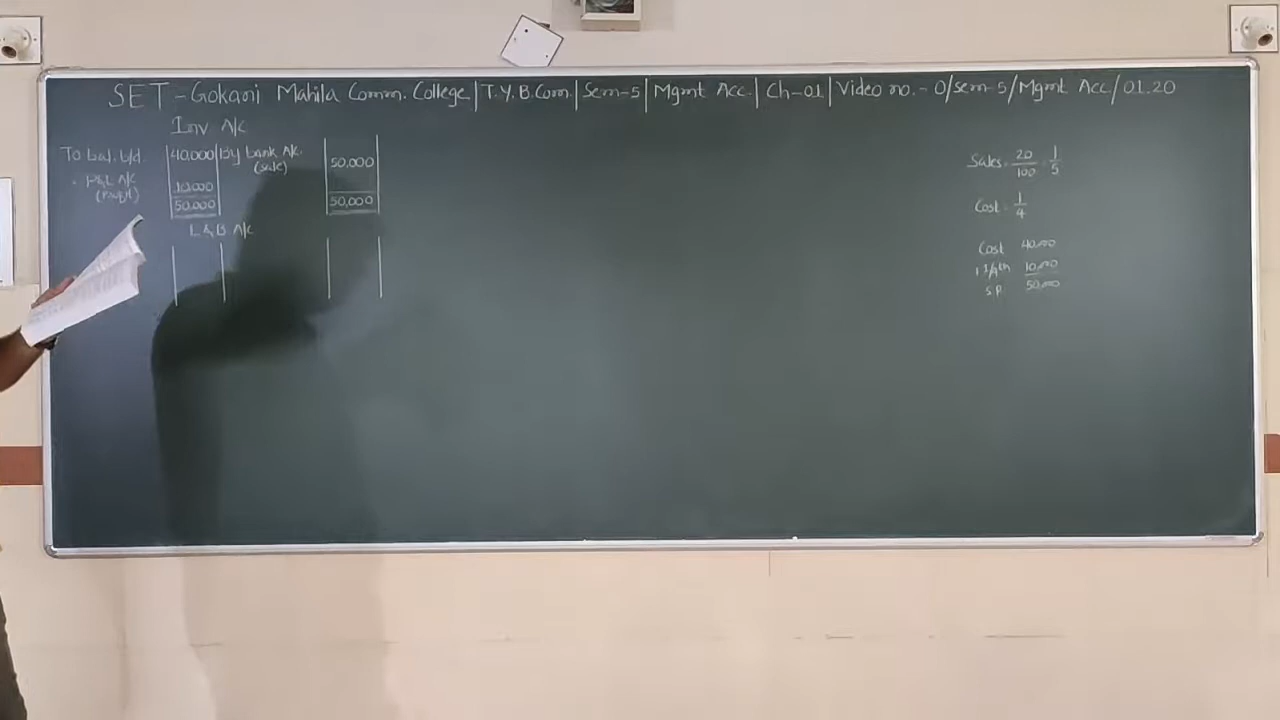 SET - Gokani Mahila Comm. College | T.Y.B.Com. | Sem-5 | Mgmt Acc. | Ch-01 | Video no. - 0/Sem-5/Mgmt Acc/01.20
Inv A/c
To bal. b/d. 40,000 By bank A/c. 50,000
(sale)
" P&L A/c 10,000
(Profit)
50,000 50,000
L & B A/c
Sales = 20/100 = 1/5
Cost = 1/4
Cost 40,000
+ 1/4th 10,000
S.P. 50,000